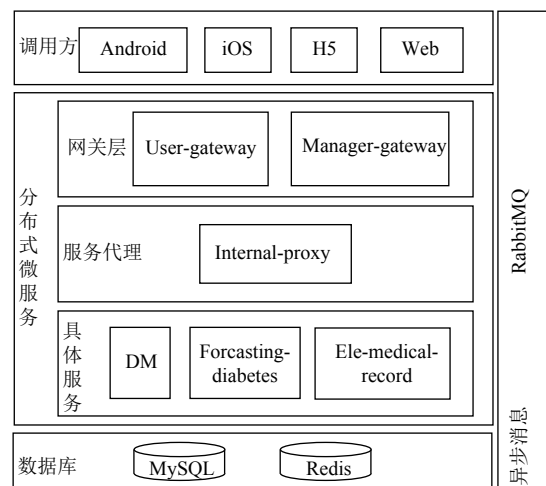 调用方
Android
iOS
H5
Web
分布式微服务
网关层
User-gateway
Manager-gateway
服务代理
Internal-proxy
具体服务
DM
Forcasting-
diabetes
Ele-medical-
record
数据库
MySQL
Redis
RabbitMQ
异步消息